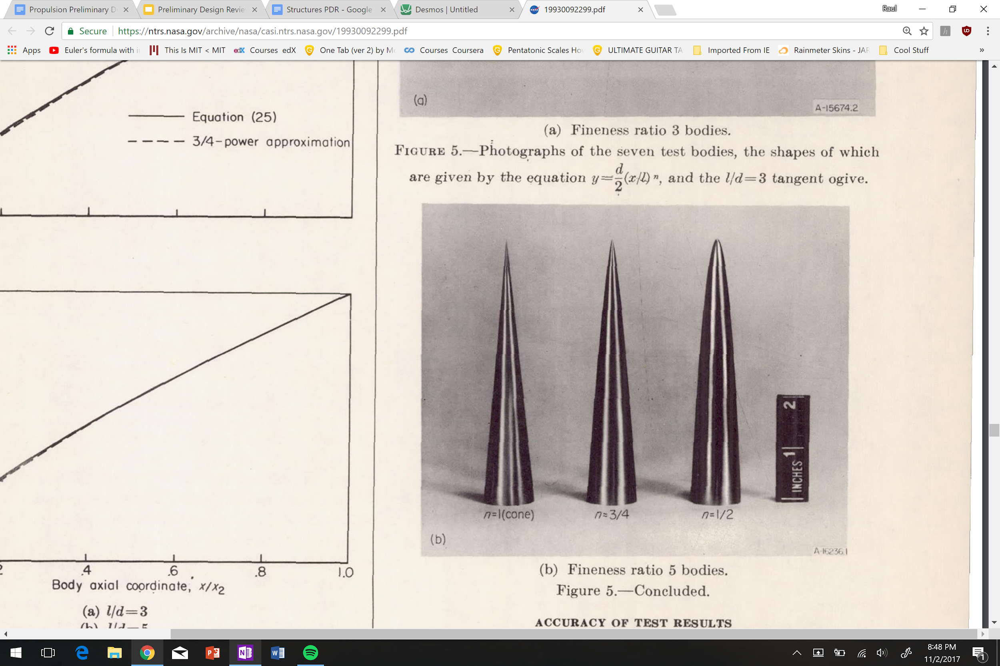 Propulsion Preliminary D
Preliminary Design Revie
Structures PDR - Google
Desmos | Untitled
19930092299.pdf
Raul
Secure
https://ntrs.nasa.gov/archive/nasa/casi.ntrs.nasa.gov/19930092299.pdf
Apps
Euler's formula with i
This Is MIT < MIT
edX Courses edX
One Tab (ver 2) by M
Courses Coursera
Pentatonic Scales Ho
ULTIMATE GUITAR TA
Imported From IE
Rainmeter Skins - JAR
Cool Stuff
»
Equation (25)
3/4-power approximation
.4 .6 .8 1.0
Body axial coordinate, x/x2
(a) l/d=3
(b) l/d=5
(a)
A-15674.2
(a) Fineness ratio 3 bodies.
FIGURE 5.—Photographs of the seven test bodies, the shapes of which
are given by the equation y=d/2(x/l)ⁿ, and the l/d=3 tangent ogive.
INCHES 1 2
n=1(cone) n=3/4 n=1/2
(b)
A-16236.1
(b) Fineness ratio 5 bodies.
Figure 5.—Concluded.
ACCURACY OF TEST RESULTS
8:48 PM
11/2/2017
1